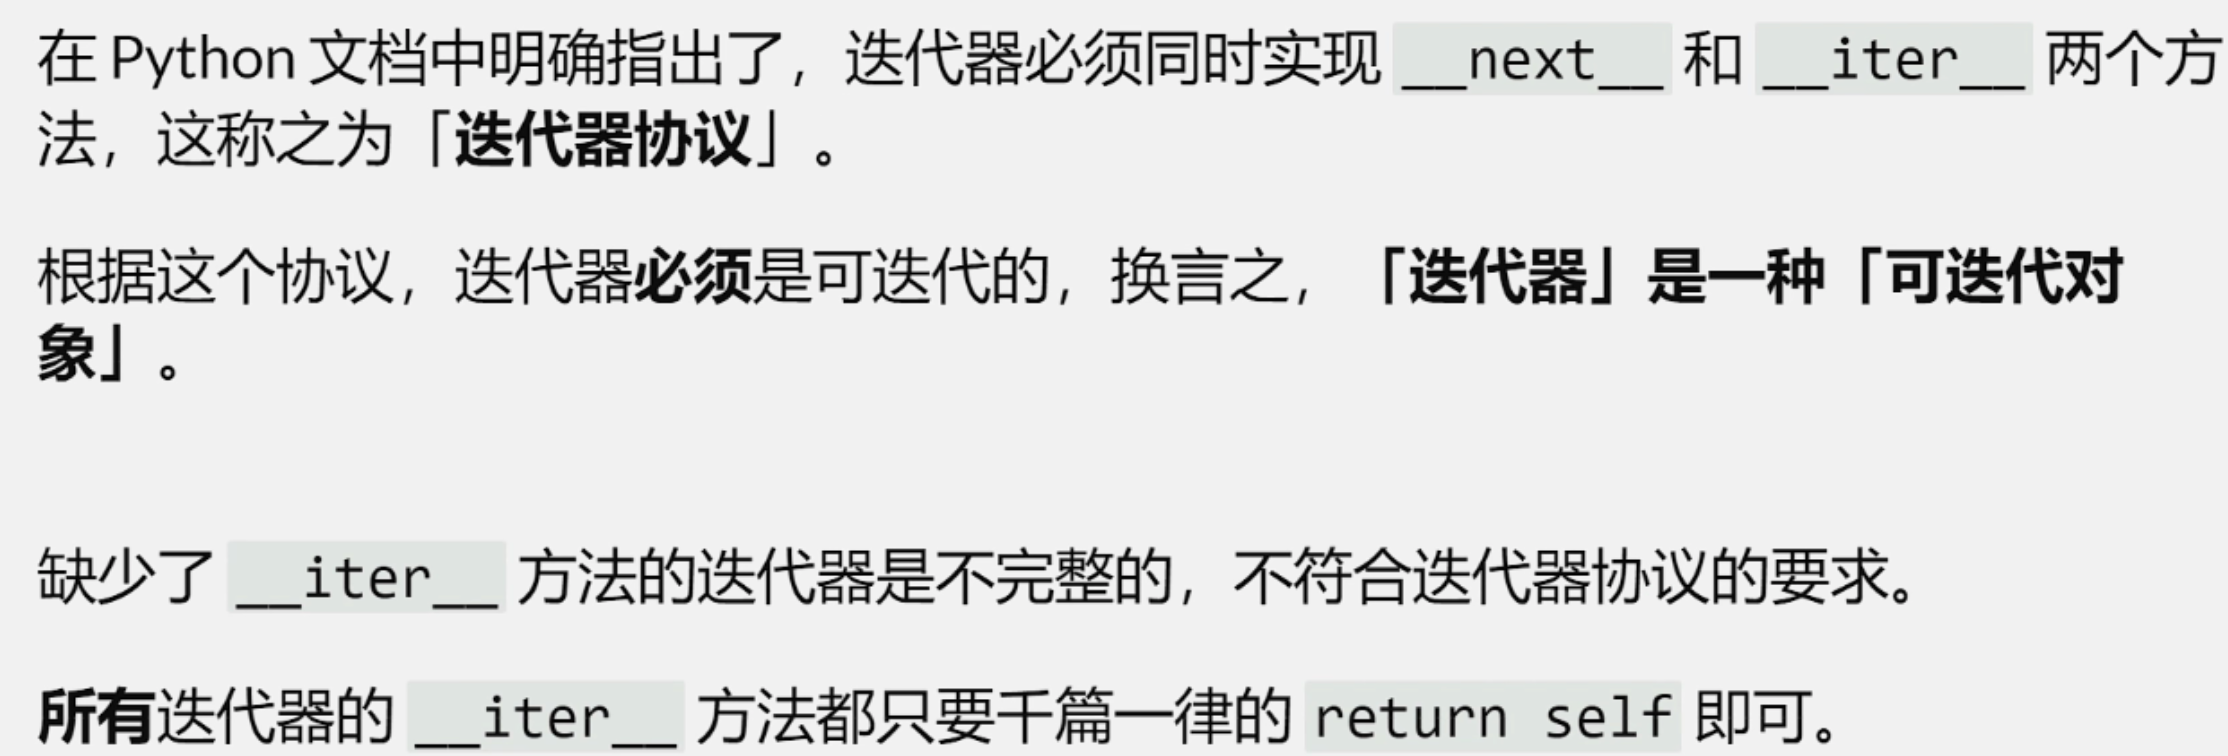 在 Python 文档中明确指出了，迭代器必须同时实现 __next__ 和 __iter__ 两个方
法，这称之为「迭代器协议」。
根据这个协议，迭代器必须是可迭代的，换言之，「迭代器」是一种「可迭代对
象」。
缺少了 __iter__ 方法的迭代器是不完整的，不符合迭代器协议的要求。
所有迭代器的 __iter__ 方法都只要千篇一律的 return self 即可。